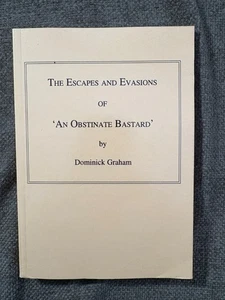 THE ESCAPES AND EVASIONS
OF
'AN OBSTINATE BASTARD'
by
Dominick Graham